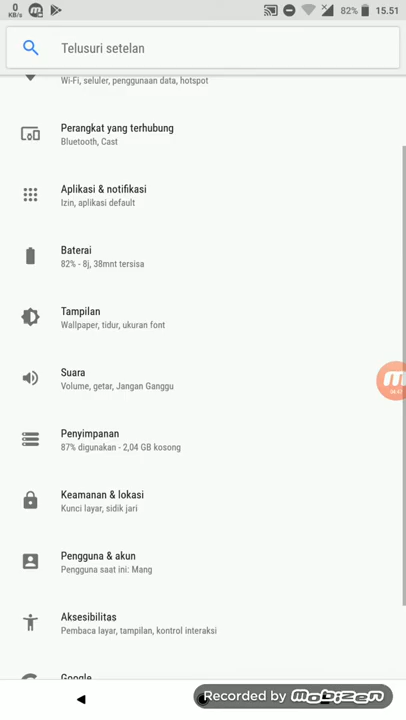 0
KB/s
82%
15.51
Telusuri setelan
Wi-Fi, seluler, penggunaan data, hotspot
Perangkat yang terhubung
Bluetooth, Cast
Aplikasi & notifikasi
Izin, aplikasi default
Baterai
82% - 8j, 38mnt tersisa
Tampilan
Wallpaper, tidur, ukuran font
Suara
Volume, getar, Jangan Ganggu
Penyimpanan
87% digunakan - 2,04 GB kosong
Keamanan & lokasi
Kunci layar, sidik jari
Pengguna & akun
Pengguna saat ini: Mang
Aksesibilitas
Pembaca layar, tampilan, kontrol interaksi
Google
Recorded by mobizen